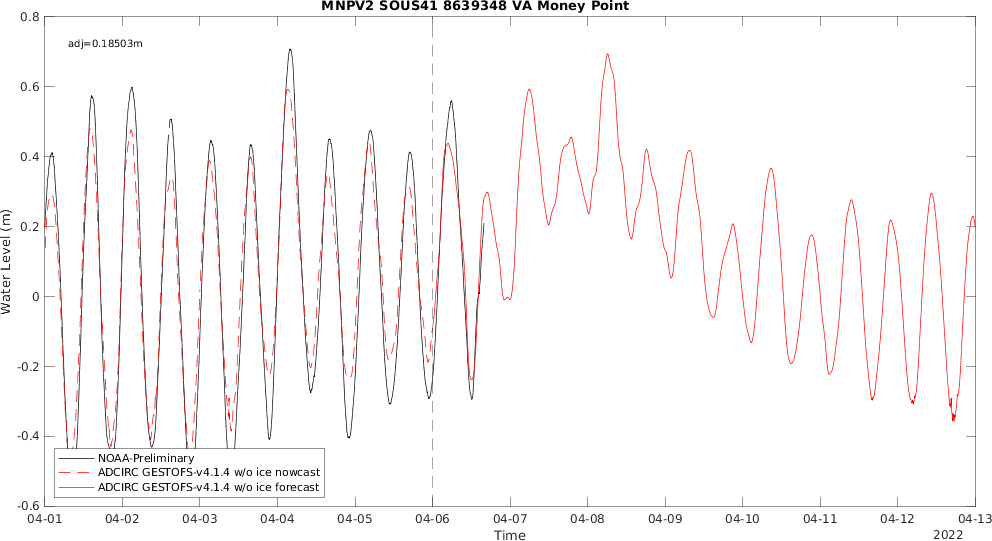 MNPV2 SOUS41 8639348 VA Money Point
adj=0.18503m
0.8
0.6
0.4
0.2
0
-0.2
-0.4
-0.6
Water Level (m)
NOAA-Preliminary
ADCIRC GESTOFS-v4.1.4 w/o ice nowcast
ADCIRC GESTOFS-v4.1.4 w/o ice forecast
04-01 04-02 04-03 04-04 04-05 04-06 04-07 04-08 04-09 04-10 04-11 04-12 04-13
Time
2022